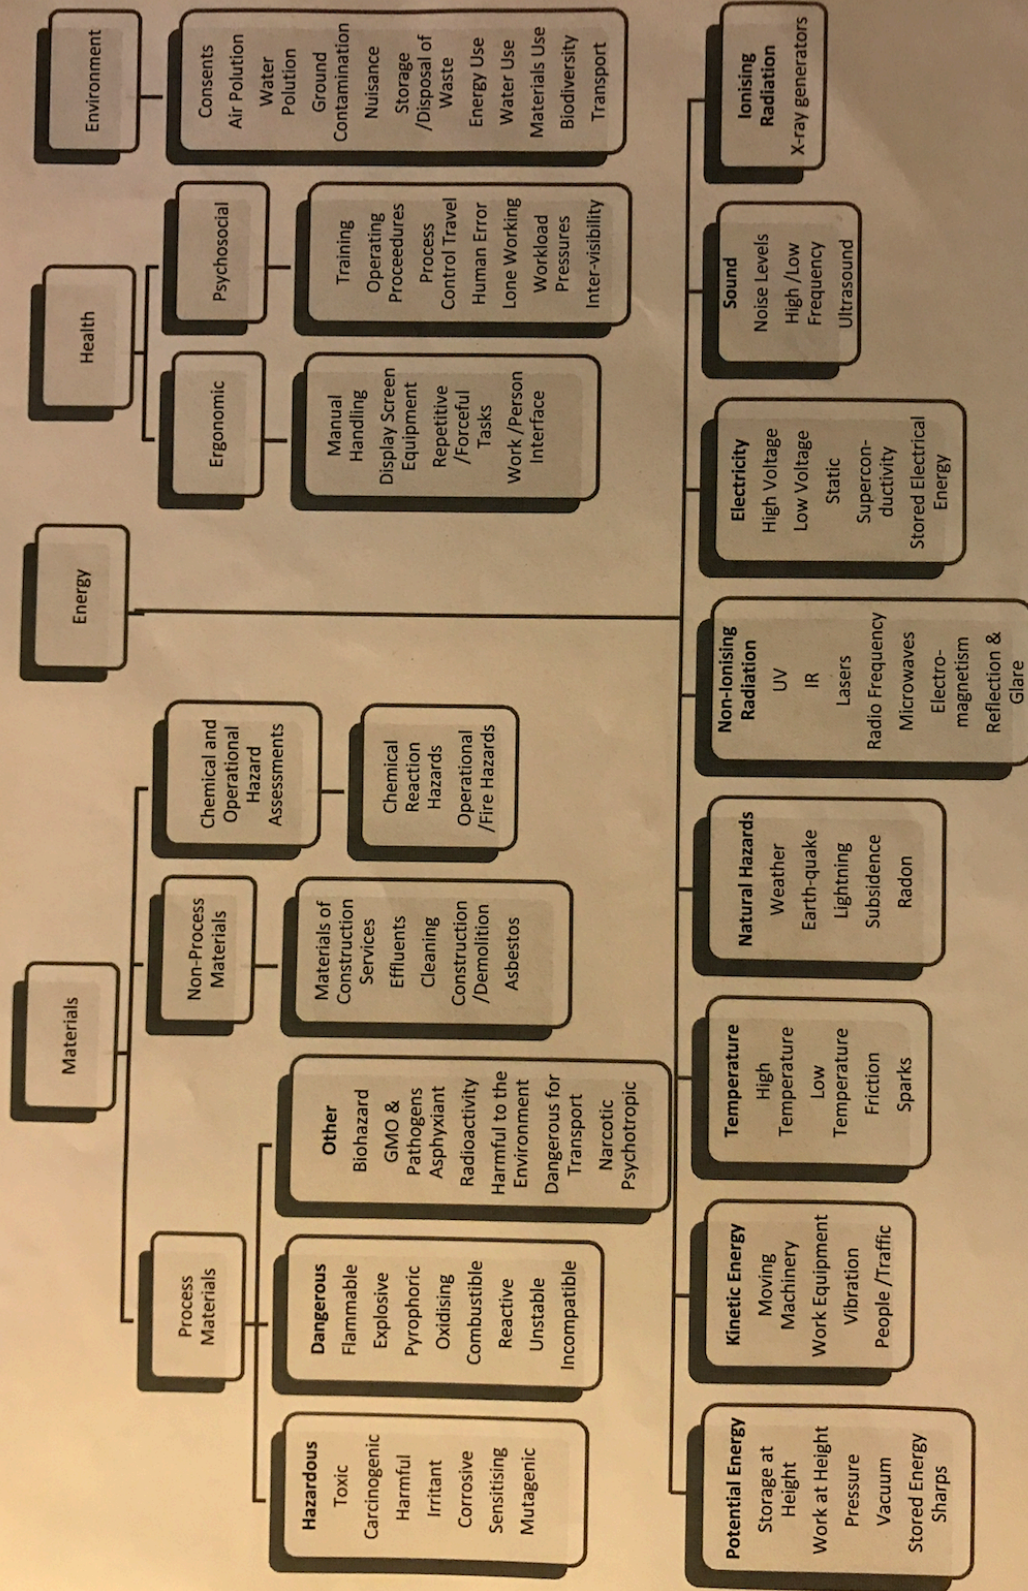 Materials
Process
Materials
Hazardous
Toxic
Carcinogenic
Harmful
Irritant
Corrosive
Sensitising
Mutagenic
Dangerous
Flammable
Explosive
Pyrophoric
Oxidising
Combustible
Reactive
Unstable
Incompatible
Other
Biohazard
GMO &
Pathogens
Asphyxiant
Radioactivity
Harmful to the
Environment
Dangerous for
Transport
Narcotic
Psychotropic
Non-Process
Materials
Materials of
Construction
Services
Effluents
Cleaning
Construction
/Demolition
Asbestos
Chemical and
Operational
Hazard
Assessments
Chemical
Reaction
Hazards
Operational
/Fire Hazards
Energy
Potential Energy
Storage at
Height
Work at Height
Pressure
Vacuum
Stored Energy
Sharps
Kinetic Energy
Moving
Machinery
Work Equipment
Vibration
People /Traffic
Temperature
High
Temperature
Low
Temperature
Friction
Sparks
Natural Hazards
Weather
Earth-quake
Lightning
Subsidence
Radon
Non-Ionising
Radiation
UV
IR
Lasers
Radio Frequency
Microwaves
Electro-
magnetism
Reflection &
Glare
Electricity
High Voltage
Low Voltage
Static
Supercon-
ductivity
Stored Electrical
Energy
Sound
Noise Levels
High /Low
Frequency
Ultrasound
Ionising
Radiation
X-ray generators
Health
Ergonomic
Manual
Handling
Display Screen
Equipment
Repetitive
/Forceful
Tasks
Work /Person
Interface
Psychosocial
Training
Operating
Proceedures
Process
Control Travel
Human Error
Lone Working
Workload
Pressures
Inter-visibility
Environment
Consents
Air Polution
Water
Polution
Ground
Contamination
Nuisance
Storage
/Disposal of
Waste
Energy Use
Water Use
Materials Use
Biodiversity
Transport